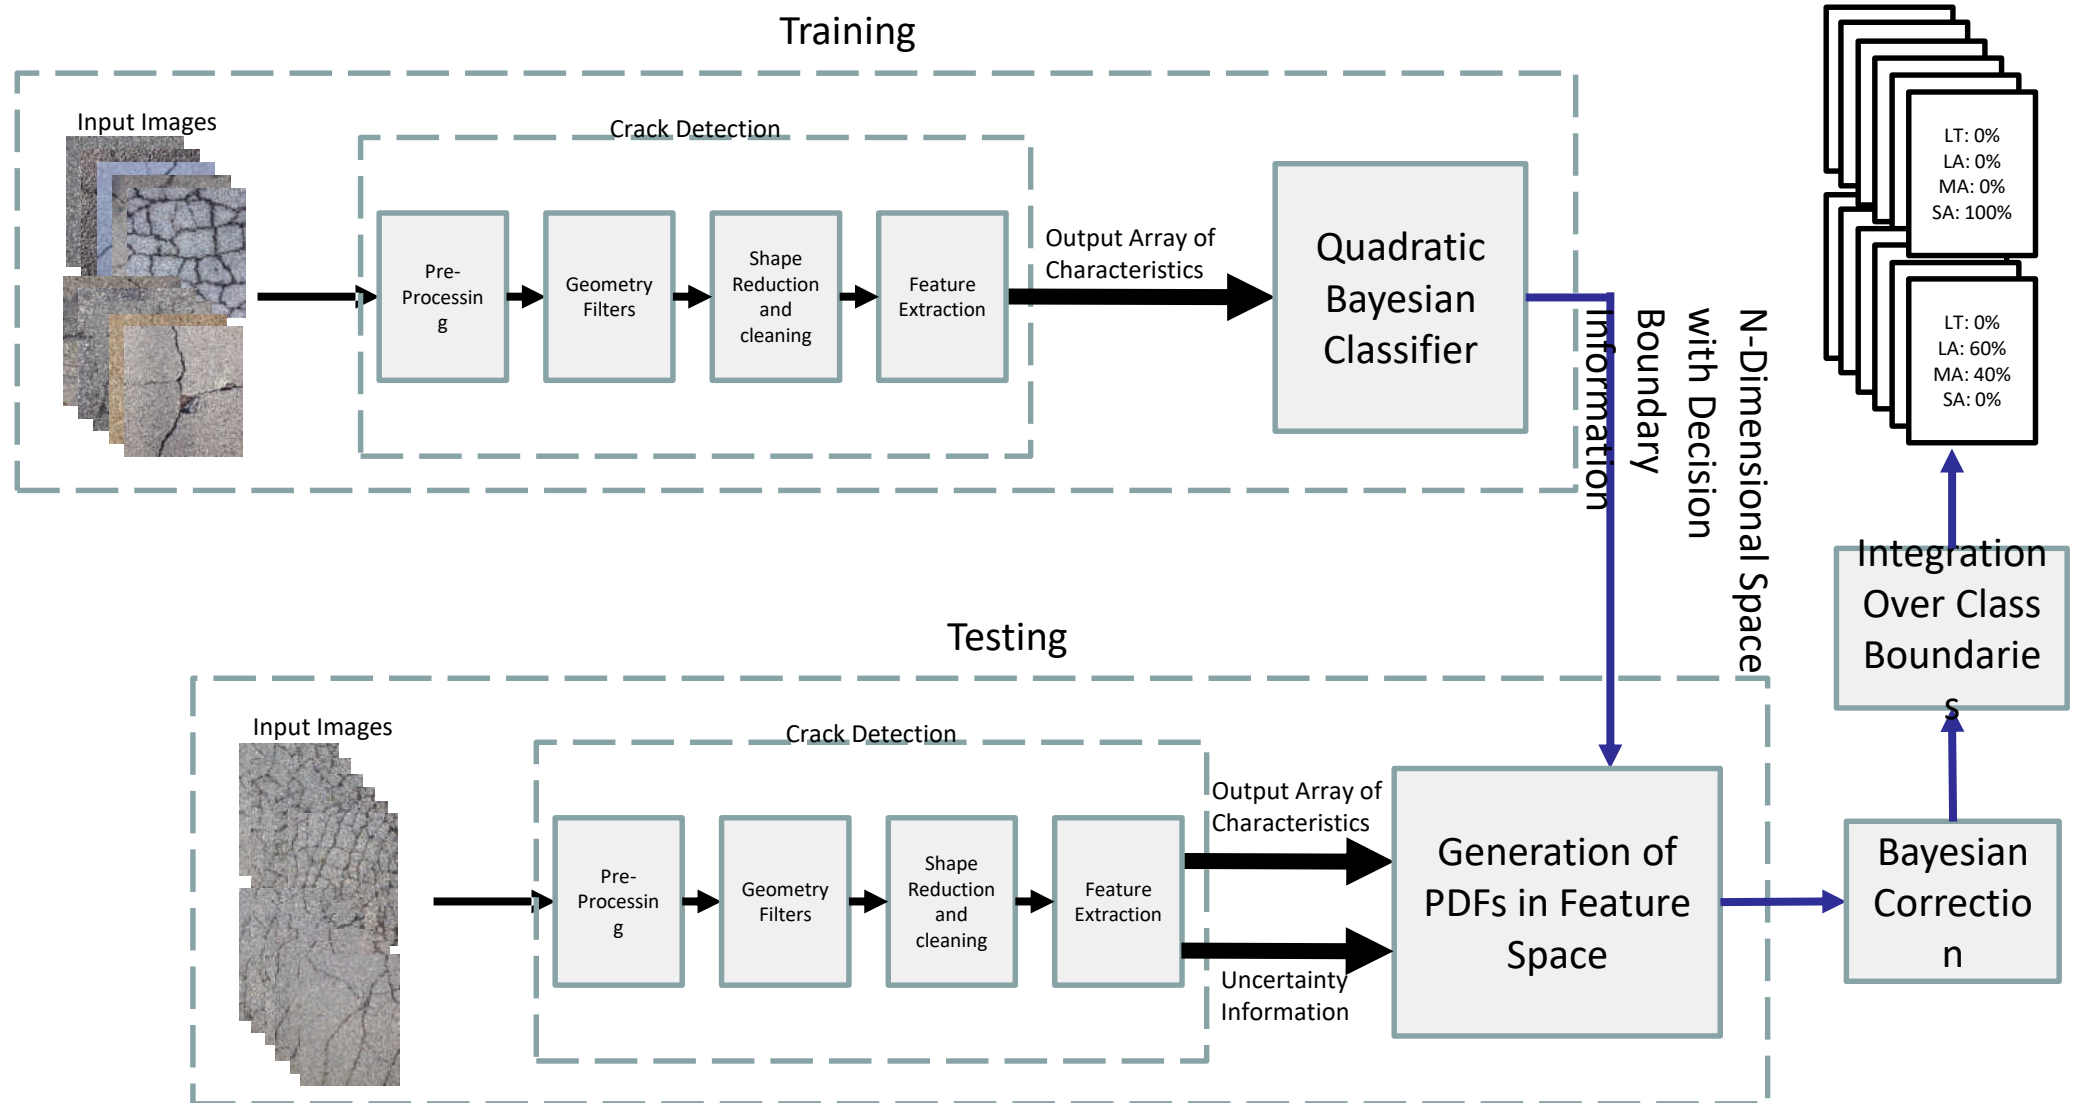 Training
Input Images
Crack Detection
Pre-
Processin
g
Geometry
Filters
Shape
Reduction
and
cleaning
Feature
Extraction
Output Array of
Characteristics
Quadratic
Bayesian
Classifier
N-Dimensional Space
with Decision
Boundary
Information
LT: 0%
LA: 0%
MA: 0%
SA: 100%
LT: 0%
LA: 60%
MA: 40%
SA: 0%
Integration
Over Class
Boundarie
s
Testing
Input Images
Crack Detection
Pre-
Processin
g
Geometry
Filters
Shape
Reduction
and
cleaning
Feature
Extraction
Output Array of
Characteristics
Uncertainty
Information
Generation of
PDFs in Feature
Space
Bayesian
Correctio
n